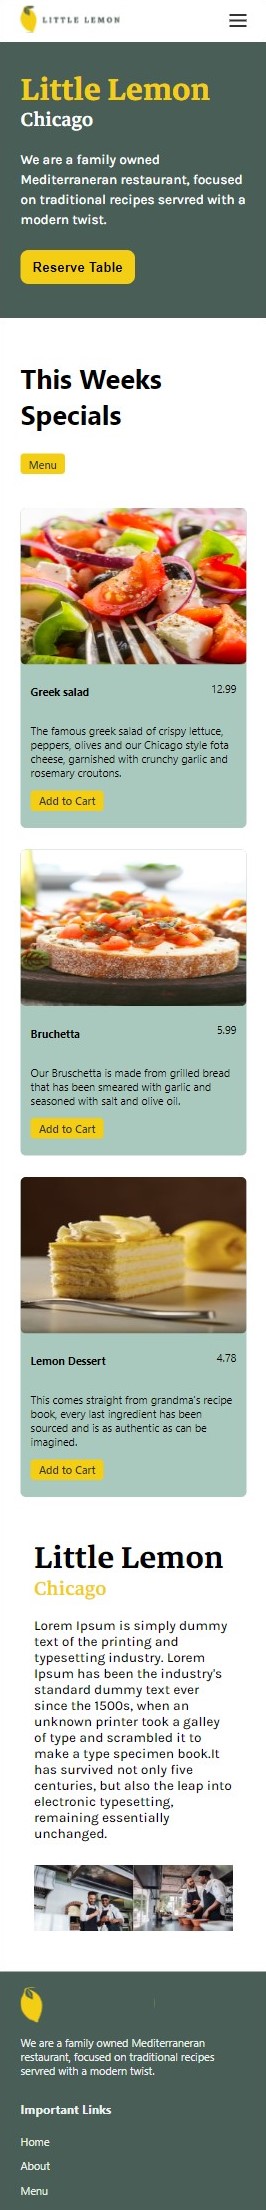 LITTLE LEMON
Little Lemon
Chicago
We are a family owned
Mediterraneran restaurant, focused
on traditional recipes servred with a
modern twist.
Reserve Table
This Weeks
Specials
Menu
Greek salad 12.99
The famous greek salad of crispy lettuce,
peppers, olives and our Chicago style fota
cheese, garnished with crunchy garlic and
rosemary croutons.
Add to Cart
Bruchetta 5.99
Our Bruschetta is made from grilled bread
that has been smeared with garlic and
seasoned with salt and olive oil.
Add to Cart
Lemon Dessert 4.78
This comes straight from grandma's recipe
book, every last ingredient has been
sourced and is as authentic as can be
imagined.
Add to Cart
Little Lemon
Chicago
Lorem Ipsum is simply dummy
text of the printing and
typesetting industry. Lorem
Ipsum has been the industry's
standard dummy text ever
since the 1500s, when an
unknown printer took a galley
of type and scrambled it to
make a type specimen book.It
has survived not only five
centuries, but also the leap into
electronic typesetting,
remaining essentially
unchanged.
We are a family owned Mediterraneran
restaurant, focused on traditional recipes
servred with a modern twist.
Important Links
Home
About
Menu